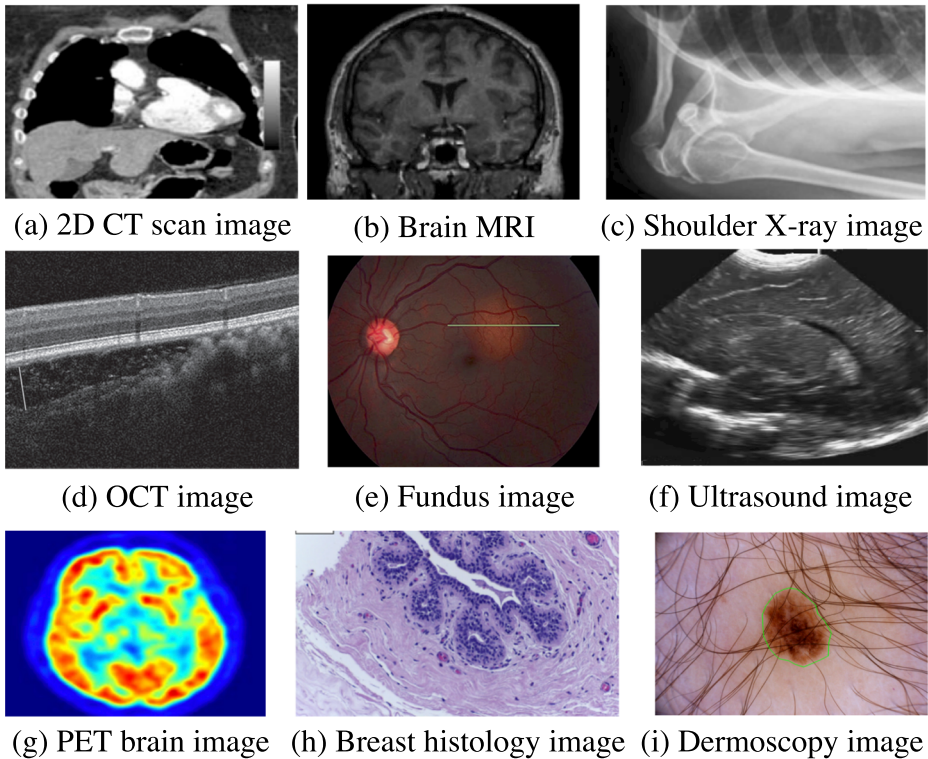 (a) 2D CT scan image
(b) Brain MRI
(c) Shoulder X-ray image
(d) OCT image
(e) Fundus image
(f) Ultrasound image
(g) PET brain image
(h) Breast histology image
(i) Dermoscopy image